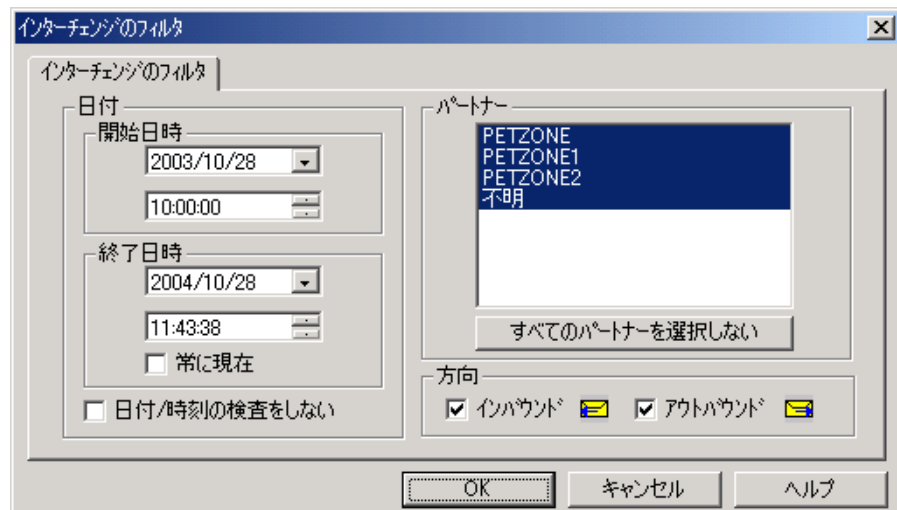 インターチェンジのフィルタ
インターチェンジのフィルタ
日付
開始日時
2003/10/28
10:00:00
終了日時
2004/10/28
11:43:38
常に現在
日付/時刻の検査をしない
パートナー
PETZONE
PETZONE1
PETZONE2
不明
すべてのパートナーを選択しない
方向
インバウンド
アウトバウンド
OK
キャンセル
ヘルプ